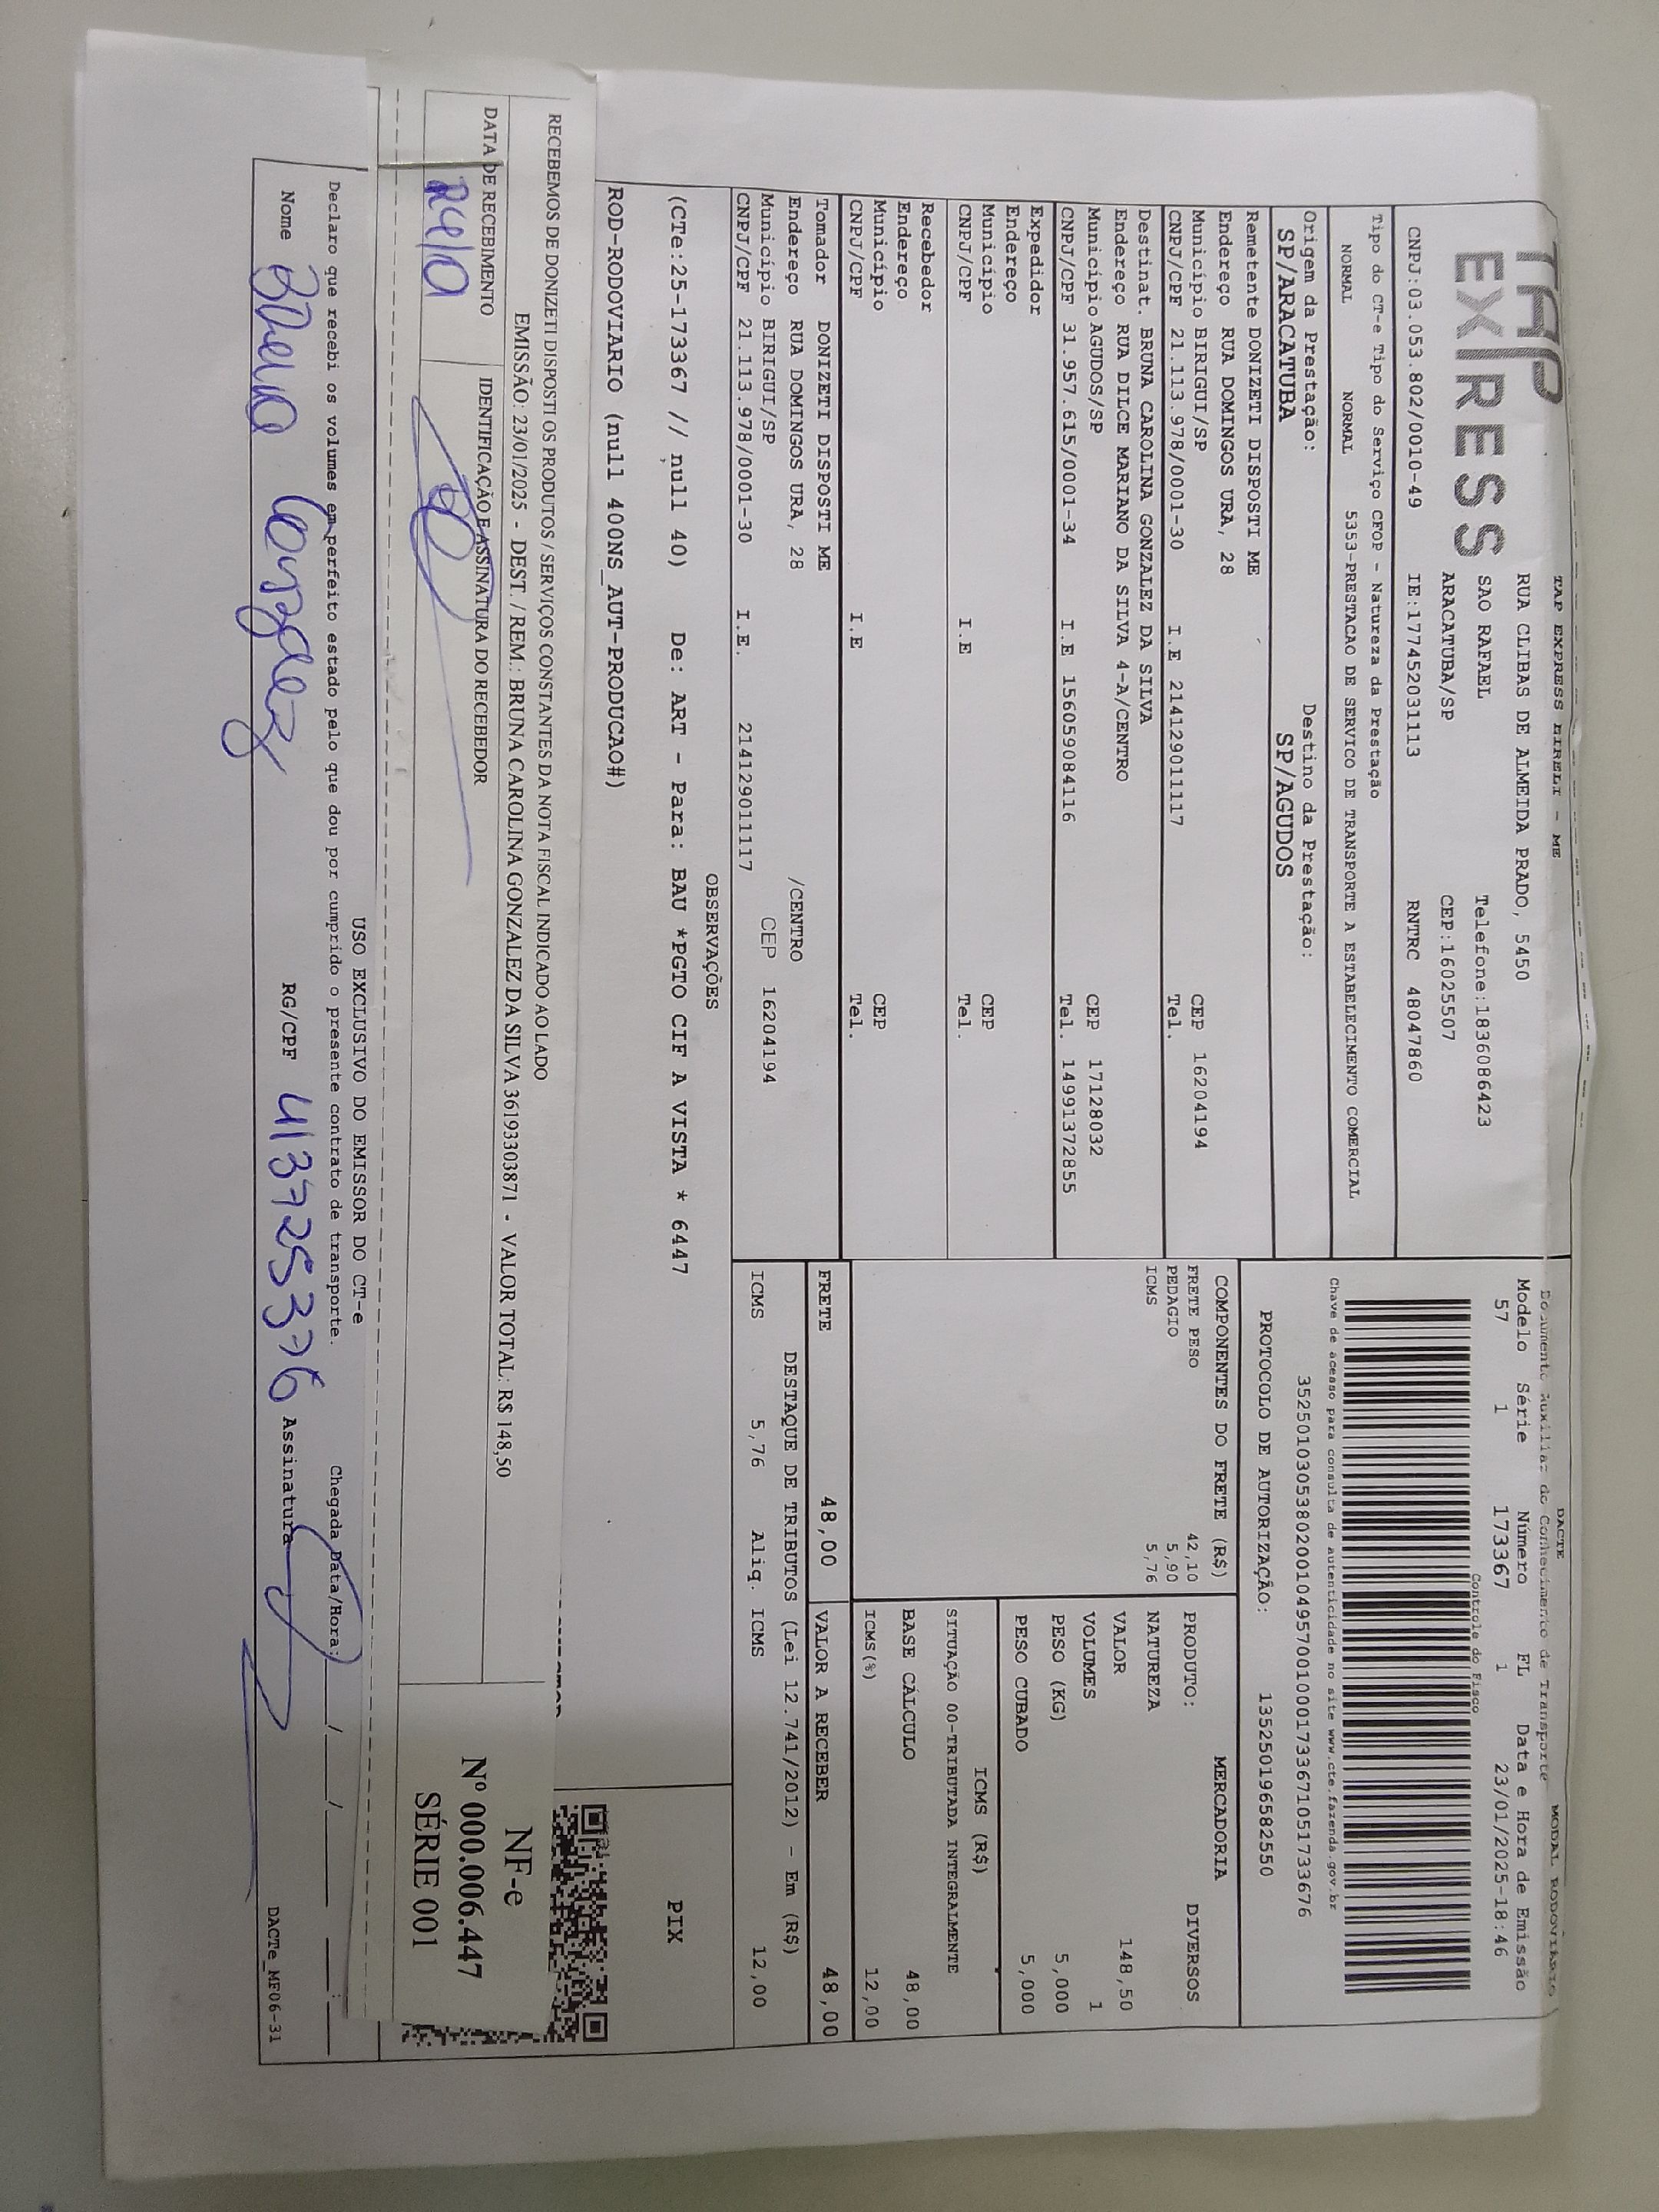 TAP EXPRESS EIRELI - ME
TAP
EXPRESS
RUA CLIBAS DE ALMEIDA PRADO, 5450
SAO RAFAEL
Telefone:1836086423
ARACATUBA/SP
CEP:16025507
CNPJ:03.053.802/0010-49 IE:177452031113 RNTRC 48047860
DACTE
MODAL RODOVIÁRIO
Documento Auxiliar do Conhecimento de Transporte
Modelo Série Número FL Data e Hora de Emissão
57 1 173367 1 23/01/2025-18:46
Controle do Fisco
Chave de acesso para consulta de autenticidade no site www.cte.fazenda.gov.br
35250103053802001049570010001733671051733676
PROTOCOLO DE AUTORIZAÇÃO: 135250196582550
Tipo do CT-e Tipo do Serviço CFOP - Natureza da Prestação
NORMAL NORMAL 5353-PRESTACAO DE SERVICO DE TRANSPORTE A ESTABELECIMENTO COMERCIAL
Origem da Prestação: Destino da Prestação:
SP/ARACATUBA SP/AGUDOS
Remetente DONIZETI DISPOSTI ME
Endereço RUA DOMINGOS URA, 28
Município BIRIGUI/SP CEP 16204194
CNPJ/CPF 21.113.978/0001-30 I.E 214129011117 Tel.
Destinat. BRUNA CAROLINA GONZALEZ DA SILVA
Endereço RUA DILCE MARIANO DA SILVA 4-A/CENTRO
Município AGUDOS/SP CEP 17128032
CNPJ/CPF 31.957.615/0001-34 I.E 156059084116 Tel. 14991372855
Expedidor
Endereço
Município CEP
CNPJ/CPF I.E Tel.
Recebedor
Endereço
Município CEP
CNPJ/CPF I.E Tel.
Tomador DONIZETI DISPOSTI ME
Endereço RUA DOMINGOS URA, 28 /CENTRO
Município BIRIGUI/SP CEP 16204194
CNPJ/CPF 21.113.978/0001-30 I.E. 214129011117
COMPONENTES DO FRETE (R$)
FRETE PESO 42,10
PEDAGIO 5,90
ICMS 5,76
MERCADORIA
PRODUTO: DIVERSOS
NATUREZA
VALOR 148,50
VOLUMES 1
PESO (KG) 5,000
PESO CUBADO 5,000
ICMS (R$)
SITUAÇÃO 00-TRIBUTADA INTEGRALMENTE
BASE CÁLCULO 48,00
ICMS(%) 12,00
FRETE 48,00 VALOR A RECEBER 48,00
DESTAQUE DE TRIBUTOS (Lei 12.741/2012) - Em (R$)
ICMS 5,76 Aliq. ICMS 12,00
OBSERVAÇÕES
(CTe:25-173367 // null 40) De: ART - Para: BAU *PGTO CIF A VISTA * 6447
ROD-RODOVIARIO (null 400NS_AUT-PRODUCAO#)
PIX
RECEBEMOS DE DONIZETI DISPOSTI OS PRODUTOS / SERVIÇOS CONSTANTES DA NOTA FISCAL INDICADO AO LADO
EMISSÃO: 23/01/2025 - DEST. / REM.: BRUNA CAROLINA GONZALEZ DA SILVA 36193303871 - VALOR TOTAL: R$ 148,50
DATA DE RECEBIMENTO IDENTIFICAÇÃO E ASSINATURA DO RECEBEDOR
NF-e
Nº 000.006.447
SÉRIE 001
USO EXCLUSIVO DO EMISSOR DO CT-e
Declaro que recebi os volumes em perfeito estado pelo que dou por cumprido o presente contrato de transporte. Chegada Data/Hora: ___/___/_____ ___:___
Nome Bruna Gonzalez RG/CPF 413725336 Assinatura
DACTe_MF06-31